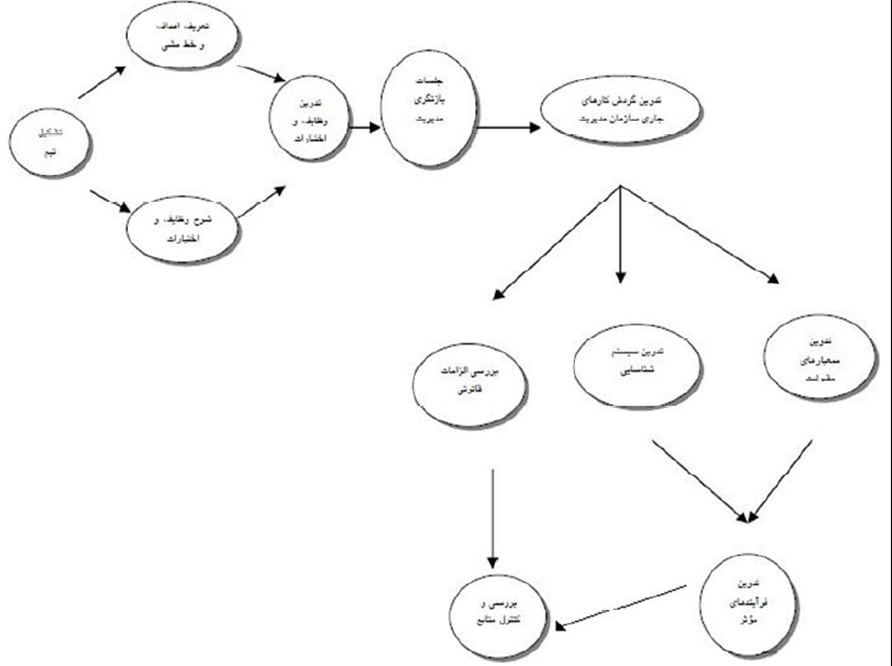 تعریف اهداف
و خط مشی
تشکیل
تیم
شرح وظایف و
اختیارات
تدوین
وظایف و
اختیارات
جلسات
بازنگری
مدیریت
تدوین گردش کارهای
جاری سازمان مدیریت
بررسی الزامات
قانونی
تدوین سیستم
شناسایی
تدوین
معیارهای
بررسی و
کنترل منابع
تدوین
فرآیندهای
مؤثر